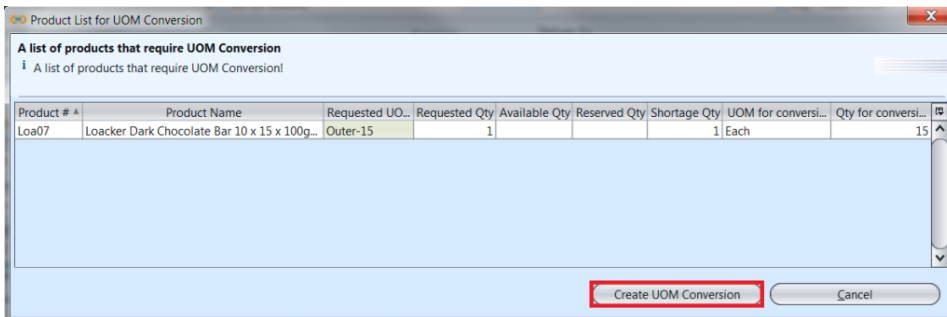 Product List for UOM Conversion
A list of products that require UOM Conversion
A list of products that require UOM Conversion!
Product # Product Name Requested UO... Requested Qty Available Qty Reserved Qty Shortage Qty UOM for conversi... Qty for conversi...
Loa07 Loacker Dark Chocolate Bar 10 x 15 x 100g... Outer-15 1 1 Each 15
Create UOM Conversion Cancel